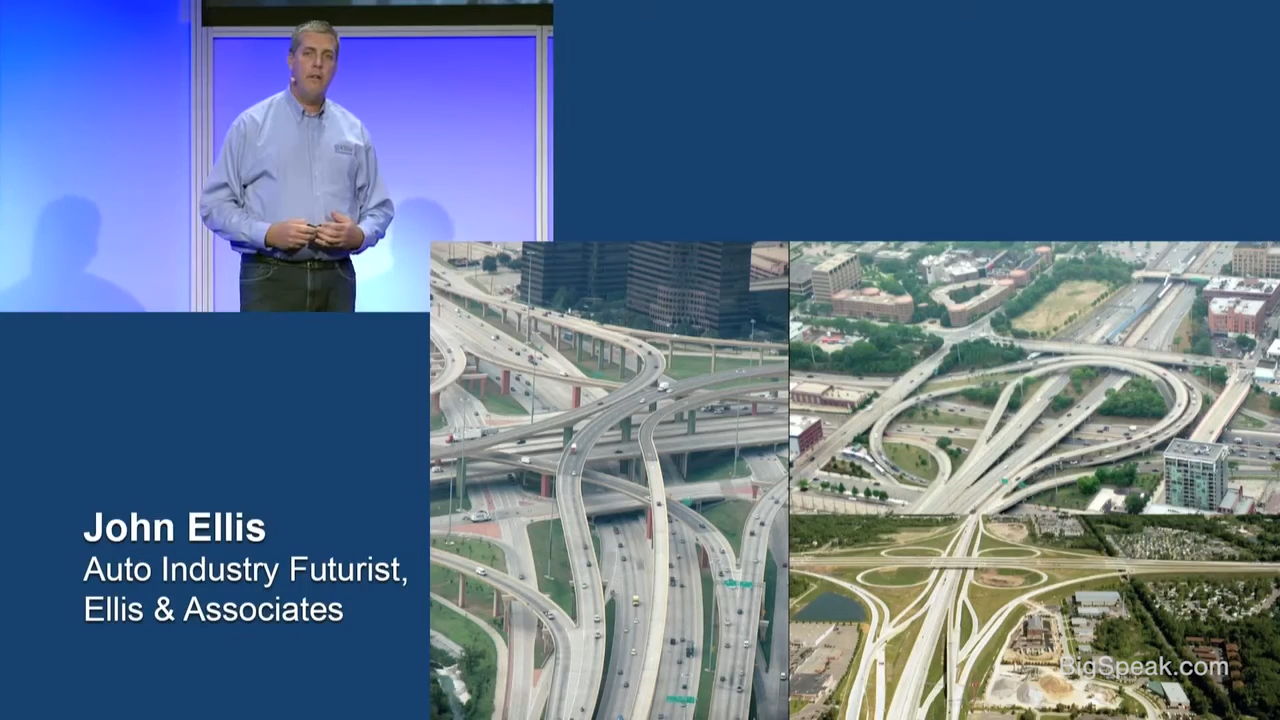 John Ellis
Auto Industry Futurist,
Ellis & Associates
BigSpeak.com